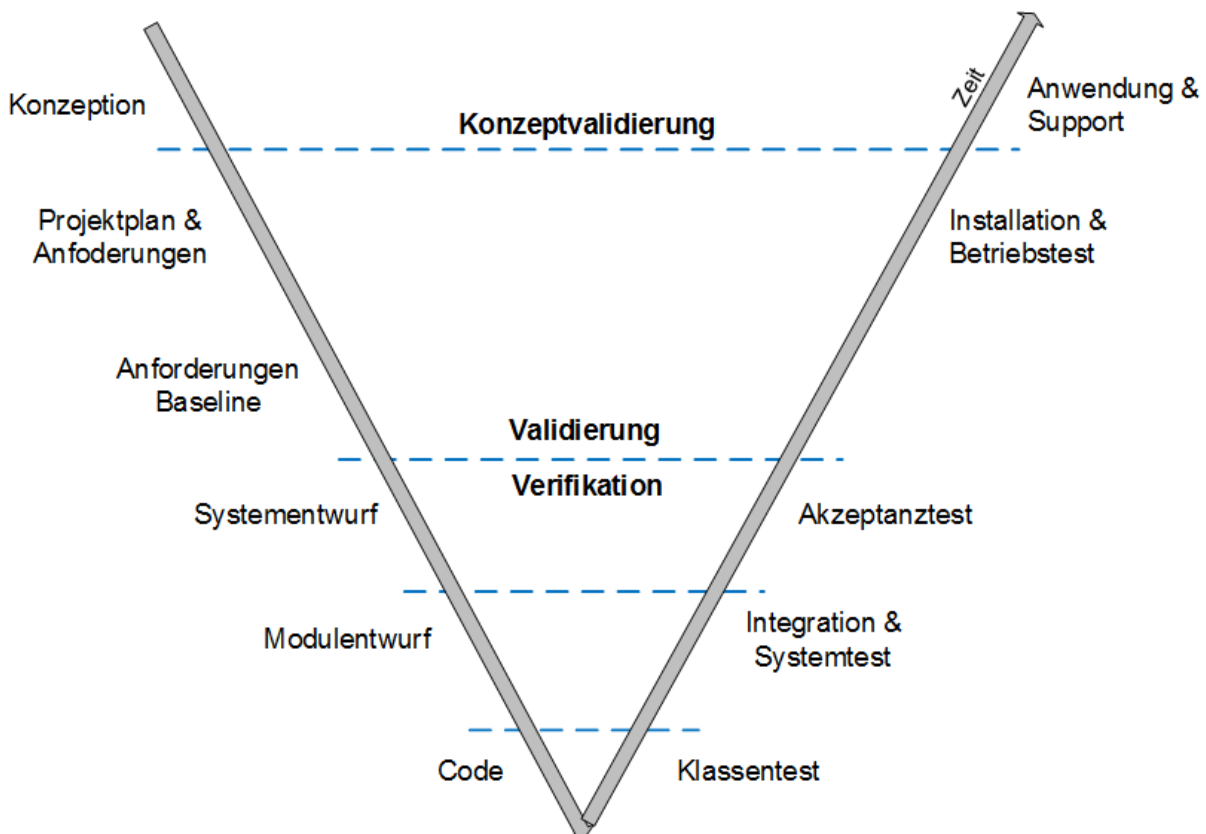 Zeit
Konzeption
Konzeptvalidierung
Anwendung &
Support
Projektplan &
Anfoderungen
Installation &
Betriebstest
Anforderungen
Baseline
Validierung
Verifikation
Systementwurf
Akzeptanztest
Modulentwurf
Integration &
Systemtest
Code
Klassentest